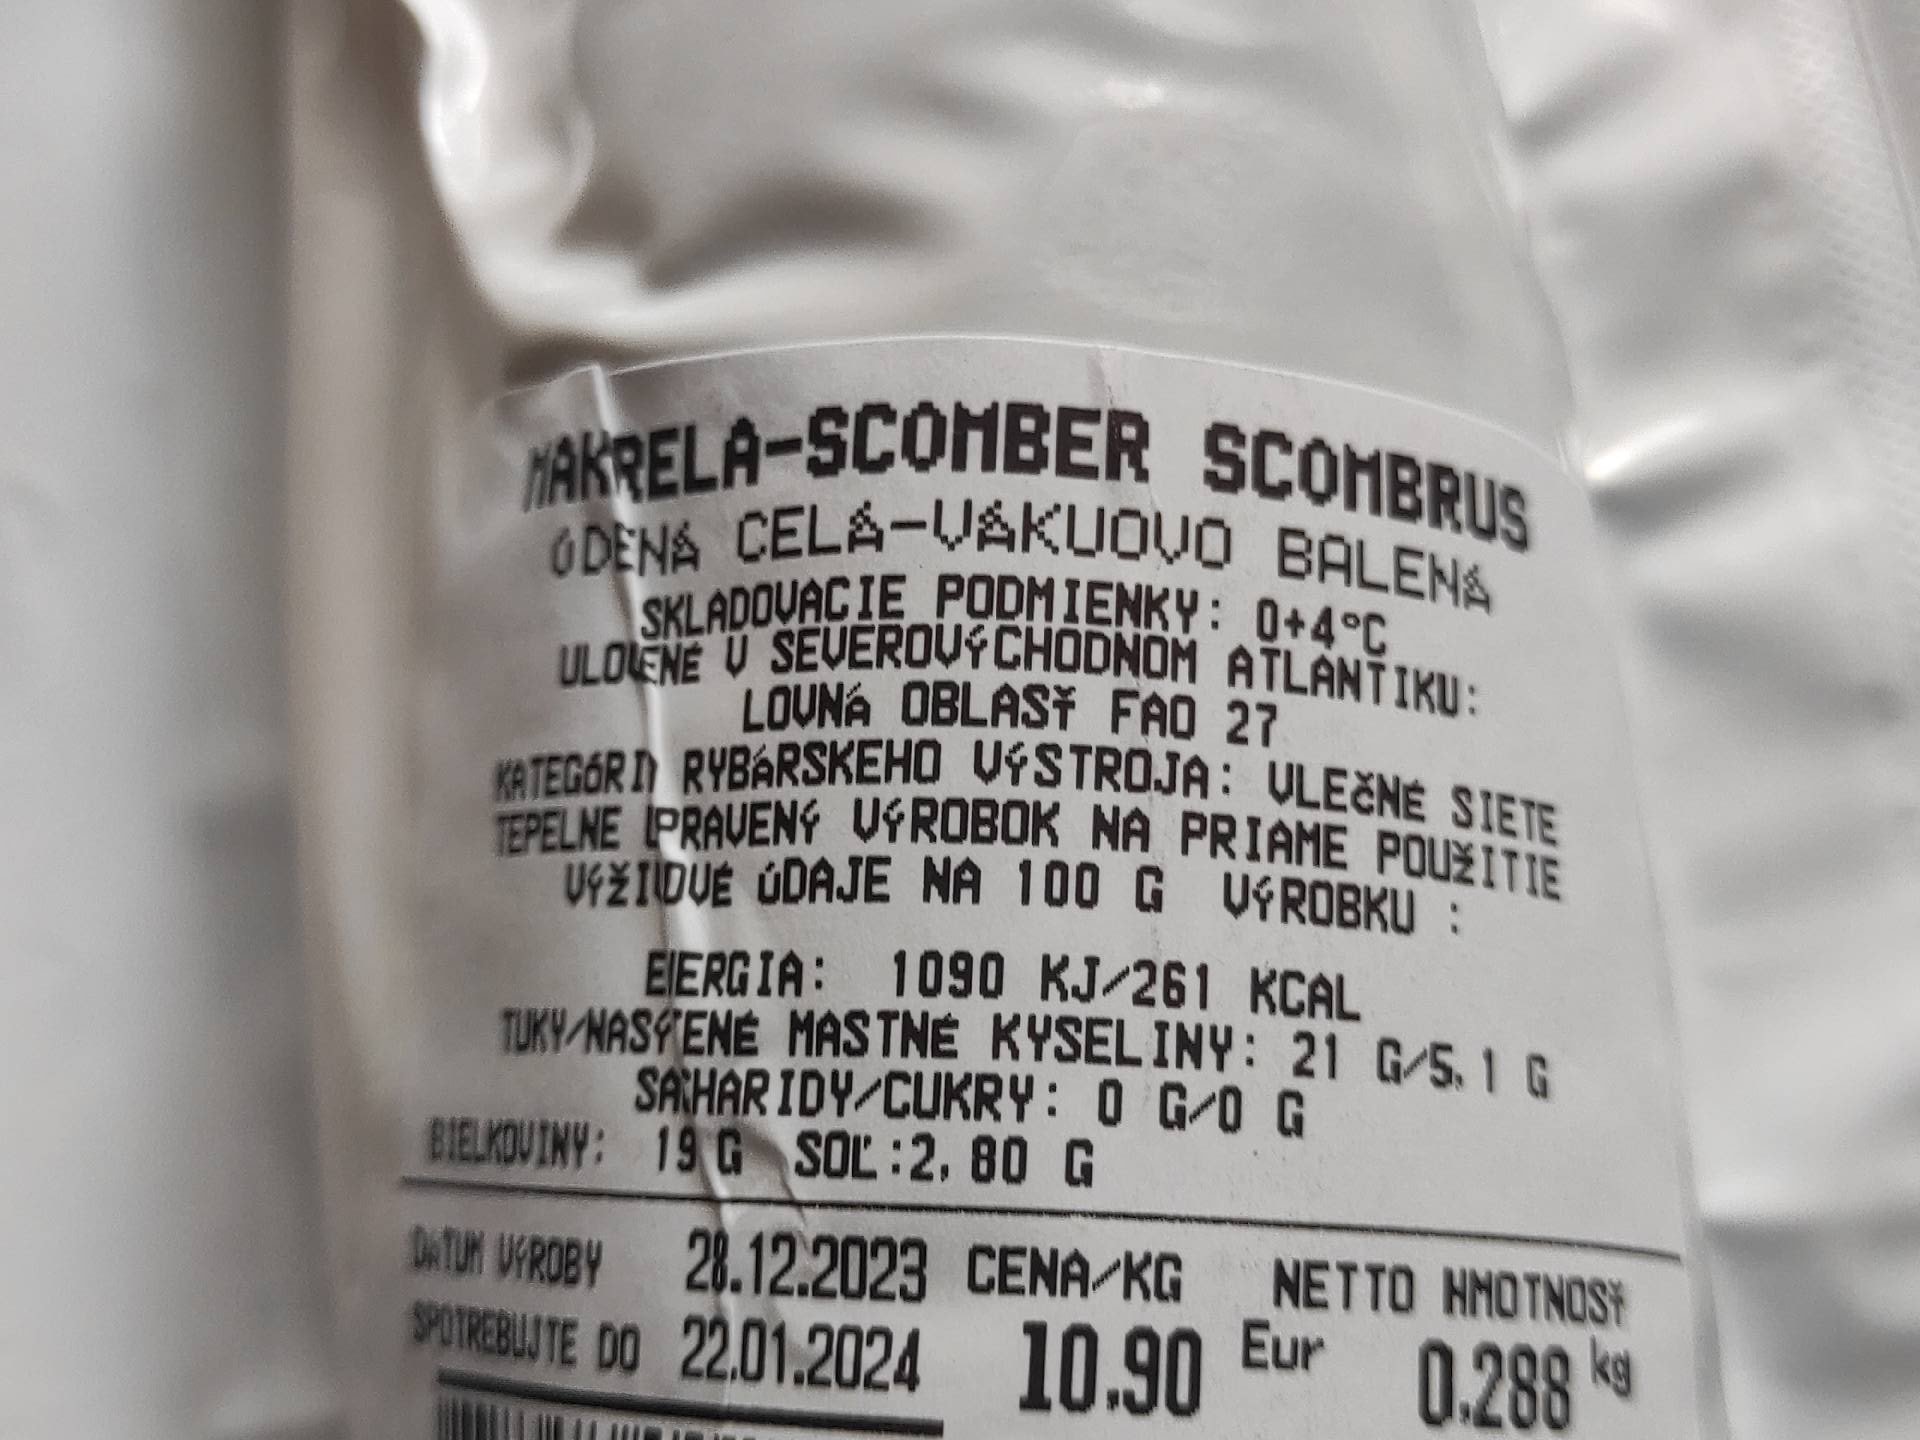 MAKRELA-SCOMBER SCOMBRUS
ÚDENÁ CELÁ-VÁKUOVO BALENÁ
SKLADOVACIE PODMIENKY: 0+4°C
ULOVENÉ V SEVEROVÝCHODNOM ATLANTIKU:
LOVNÁ OBLASŤ FAO 27
KATEGÓRIA RYBÁRSKEHO VÝSTROJA: VLEČNÉ SIETE
TEPELNE UPRAVENÝ VÝROBOK NA PRIAME POUŽITIE
VÝŽIVOVÉ ÚDAJE NA 100 G VÝROBKU :
ENERGIA: 1090 KJ/261 KCAL
TUKY/NASÝTENÉ MASTNÉ KYSELINY: 21 G/5,1 G
SACHARIDY/CUKRY: 0 G/0 G
BIELKOVINY: 19 G SOĽ:2,80 G
DÁTUM VÝROBY 28.12.2023 CENA/KG NETTO HMOTNOSŤ
SPOTREBUJTE DO 22.01.2024 10.90 Eur 0.288 kg